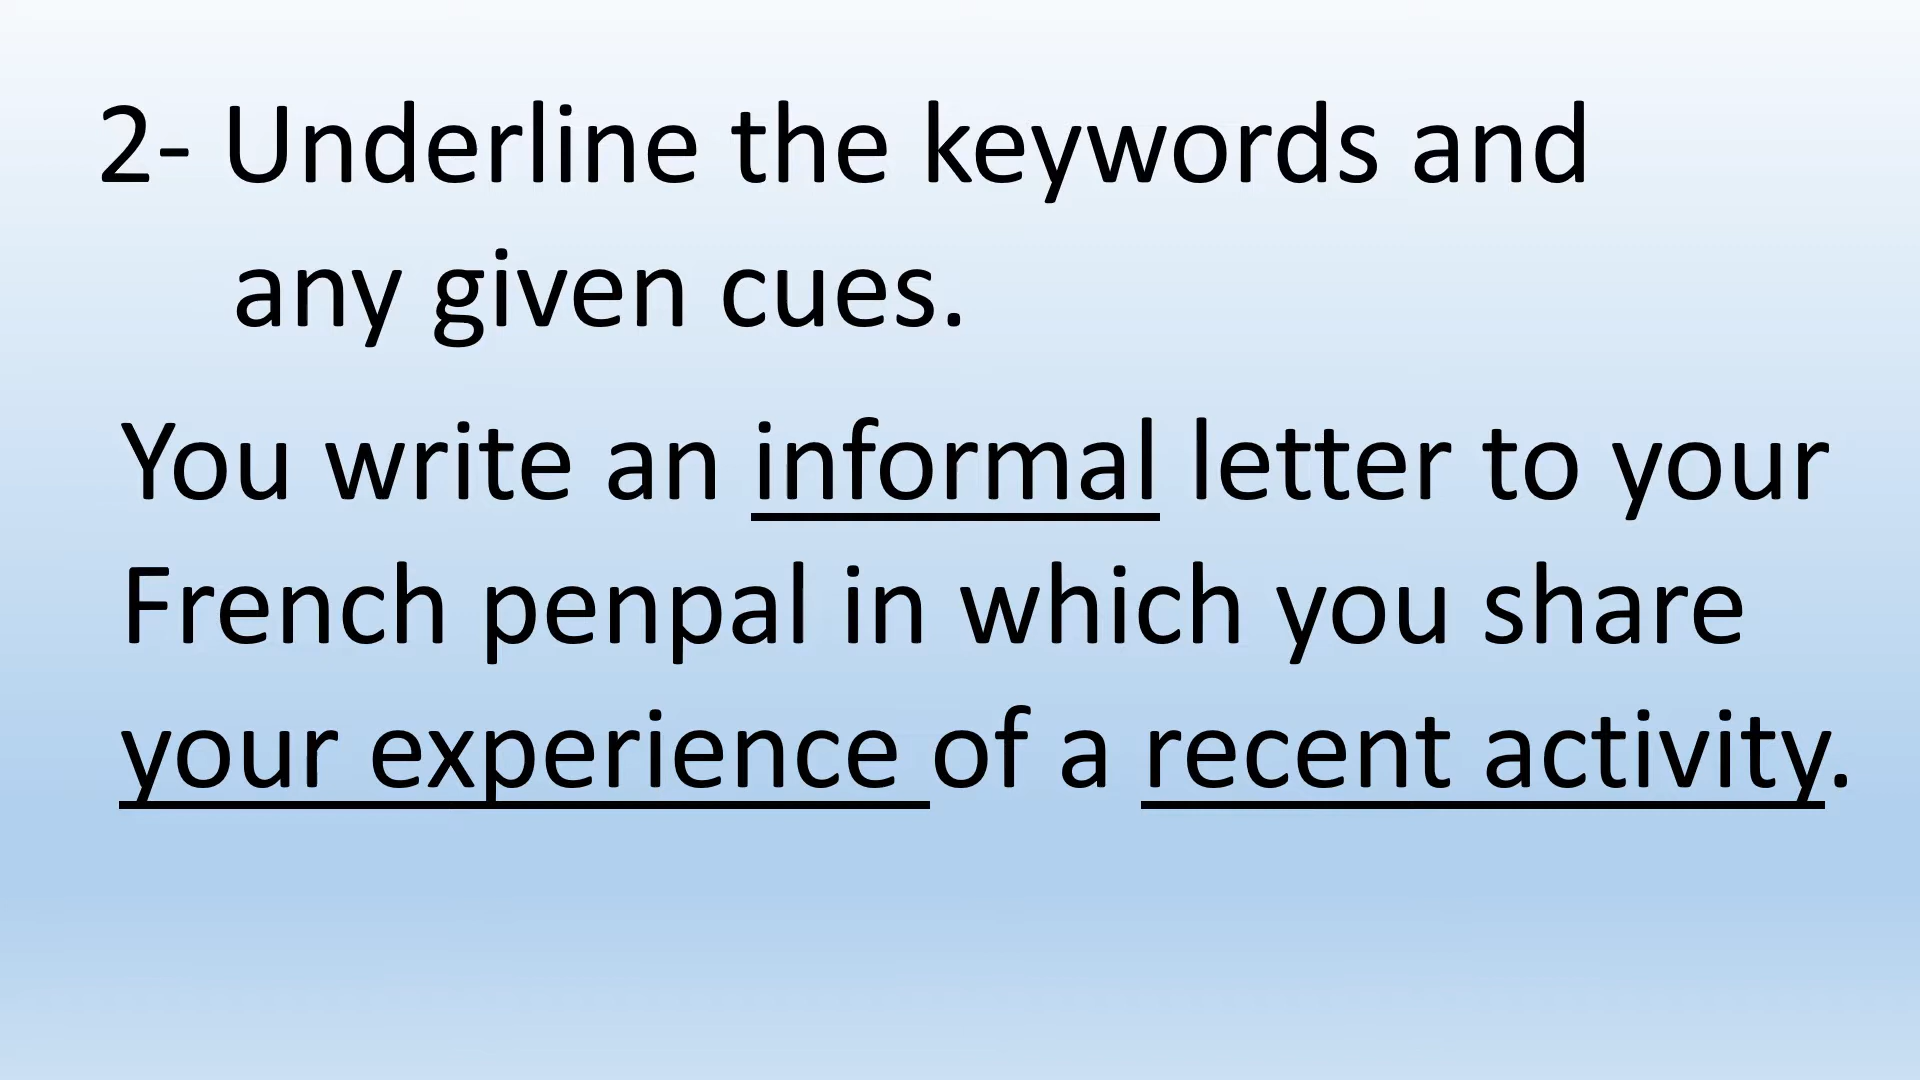 2- Underline the keywords and
any given cues.
You write an informal letter to your
French penpal in which you share
your experience of a recent activity.